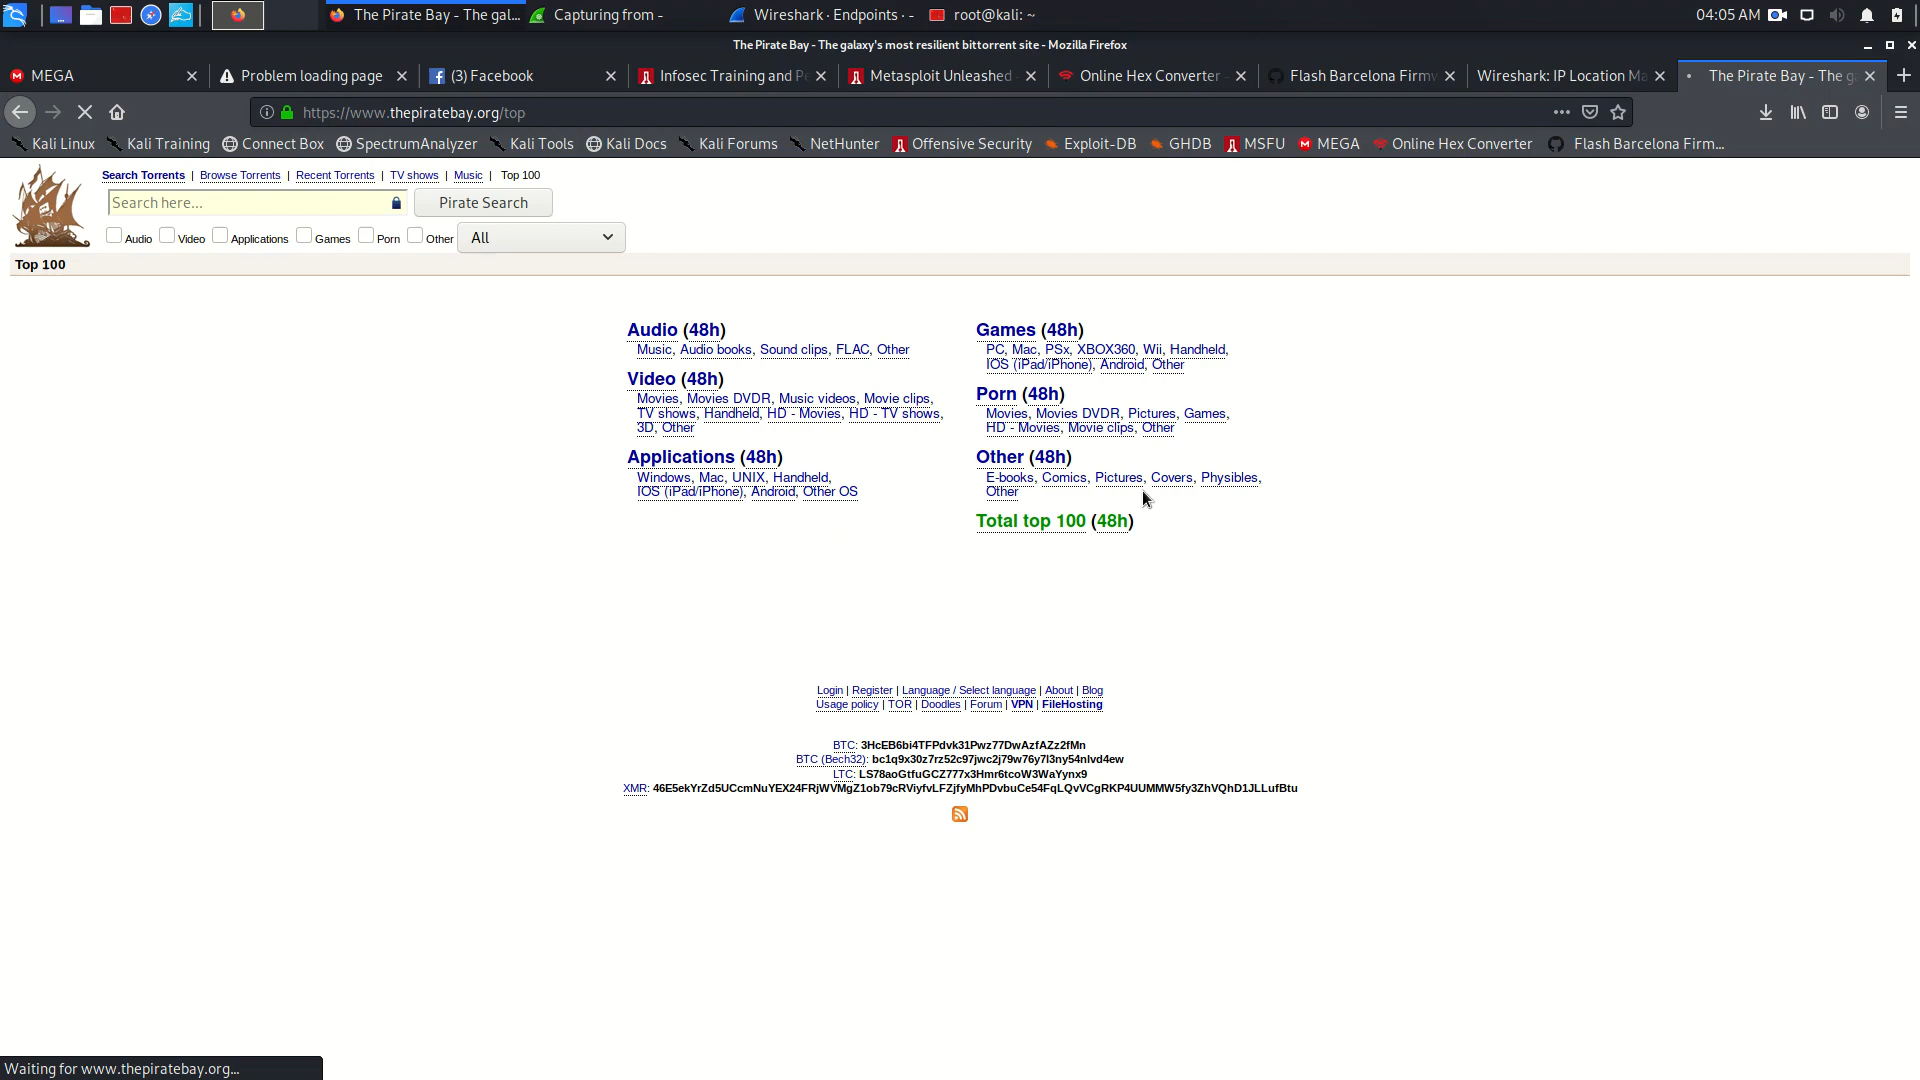 The Pirate Bay - The gal... Capturing from - Wireshark · Endpoints · - root@kali: ~ 04:05 AM
The Pirate Bay - The galaxy's most resilient bittorrent site - Mozilla Firefox
MEGA Problem loading page (3) Facebook Infosec Training and Pe Metasploit Unleashed - Online Hex Converter - Flash Barcelona Firmw Wireshark: IP Location Ma The Pirate Bay - The ga
https://www.thepiratebay.org/top
Kali Linux Kali Training Connect Box SpectrumAnalyzer Kali Tools Kali Docs Kali Forums NetHunter Offensive Security Exploit-DB GHDB MSFU MEGA Online Hex Converter Flash Barcelona Firm...
Search Torrents | Browse Torrents | Recent Torrents | TV shows | Music | Top 100
Search here... Pirate Search
Audio Video Applications Games Porn Other All
Top 100
Audio (48h)
Music, Audio books, Sound clips, FLAC, Other
Video (48h)
Movies, Movies DVDR, Music videos, Movie clips,
TV shows, Handheld, HD - Movies, HD - TV shows,
3D, Other
Applications (48h)
Windows, Mac, UNIX, Handheld,
IOS (iPad/iPhone), Android, Other OS
Games (48h)
PC, Mac, PSx, XBOX360, Wii, Handheld,
IOS (iPad/iPhone), Android, Other
Porn (48h)
Movies, Movies DVDR, Pictures, Games,
HD - Movies, Movie clips, Other
Other (48h)
E-books, Comics, Pictures, Covers, Physibles,
Other
Total top 100 (48h)
Login | Register | Language / Select language | About | Blog
Usage policy | TOR | Doodles | Forum | VPN | FileHosting
BTC: 3HcEB6bi4TFPdvk31Pwz77DwAzfAZz2fMn
BTC (Bech32): bc1q9x30z7rz52c97jwc2j79w76y7l3ny54nlvd4ew
LTC: LS78aoGtfuGCZ777x3Hmr6tcoW3WaYynx9
XMR: 46E5ekYrZd5UCcmNuYEX24FRjWVMgZ1ob79cRViyfvLFZjfyMhPDvbuCe54FqLQvVCgRKP4UUMMW5fy3ZhVQhD1JLLufBtu
Waiting for www.thepiratebay.org...